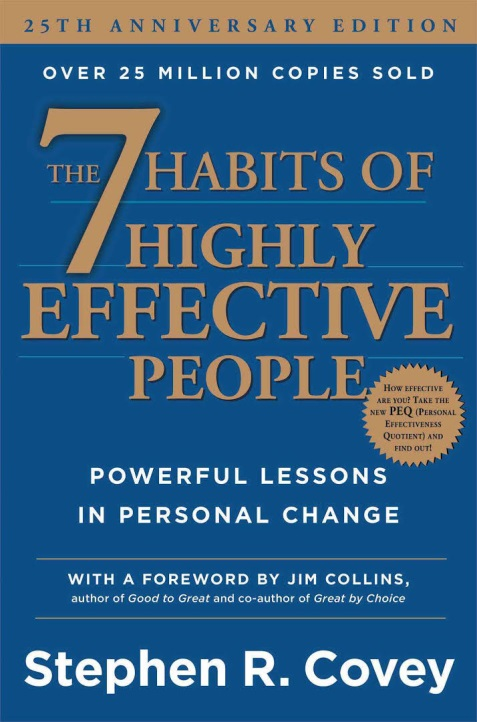 25TH ANNIVERSARY EDITION
OVER 25 MILLION COPIES SOLD
THE 7 HABITS OF
HIGHLY
EFFECTIVE
PEOPLE
HOW EFFECTIVE
ARE YOU? TAKE THE
NEW PEQ (PERSONAL
EFFECTIVENESS
QUOTIENT) AND
FIND OUT!
POWERFUL LESSONS
IN PERSONAL CHANGE
WITH A FOREWORD BY JIM COLLINS,
author of Good to Great and co-author of Great by Choice
Stephen R. Covey